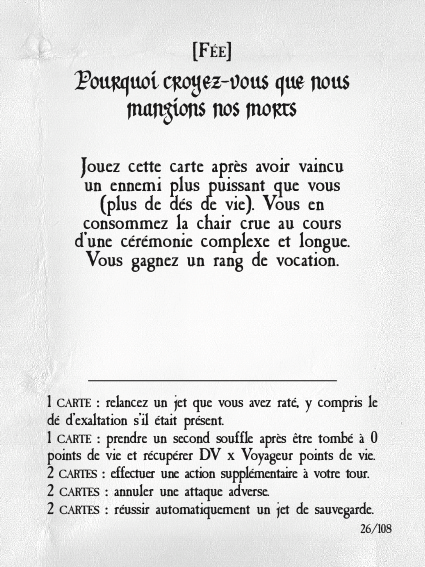 [Fée]
Pourquoi croyez-vous que nous
mangions nos morts
Jouez cette carte après avoir vaincu
un ennemi plus puissant que vous
(plus de dés de vie). Vous en
consommez la chair crue au cours
d'une cérémonie complexe et longue.
Vous gagnez un rang de vocation.
1 CARTE : relancez un jet que vous avez raté, y compris le
dé d'exaltation s'il était présent.
1 CARTE : prendre un second souffle après être tombé à 0
points de vie et récupérer DV x Voyageur points de vie.
2 CARTES : effectuer une action supplémentaire à votre tour.
2 CARTES : annuler une attaque adverse.
2 CARTES : réussir automatiquement un jet de sauvegarde.
26/108